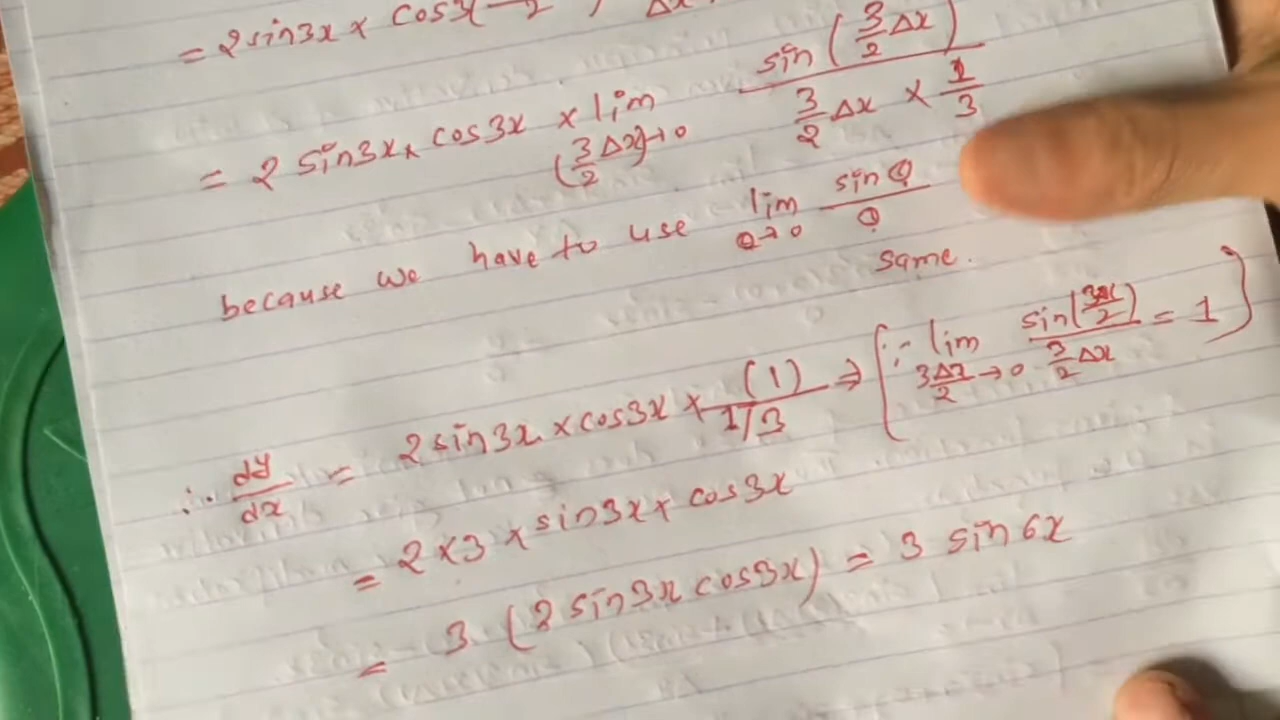 = 2 sin3x × cos3(
= 2 sin3x × cos3x × lim (3/2 Δx)→0 sin(3/2 Δx) / 3/2 Δx × 1/3
because we have to use lim θ→0 sin θ / θ
same.
∴ dy/dx = 2 sin3x × cos3x × (1) / 1/3 ⇒ {∵ lim 3Δx/2 → 0 sin(3Δx/2) / 3/2 Δx = 1}
= 2×3 × sin3x × cos3x
= 3 (2 sin3x cos3x) = 3 sin 6x